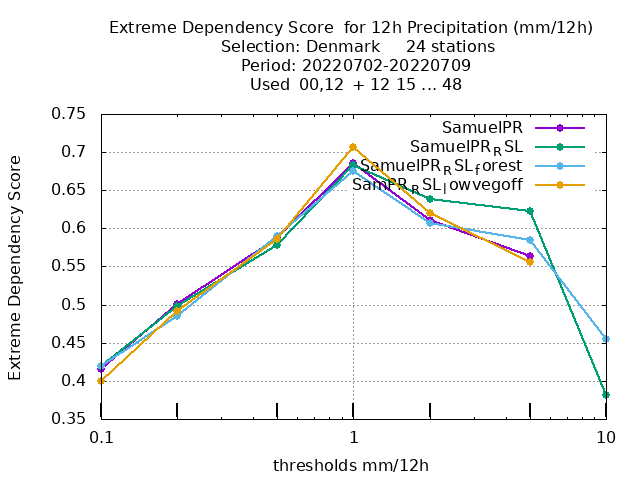 Extreme Dependency Score  for 12h Precipitation (mm/12h)
Selection: Denmark     24 stations
Period: 20220702-20220709
Used  00,12  + 12 15 ... 48
SamuelPR
SamuelPR_RSL
SamuelPR_RSL_forest
SamPR_RSL_lowvegoff
Extreme Dependency Score
0.75
0.7
0.65
0.6
0.55
0.5
0.45
0.4
0.35
0.1
1
10
thresholds mm/12h